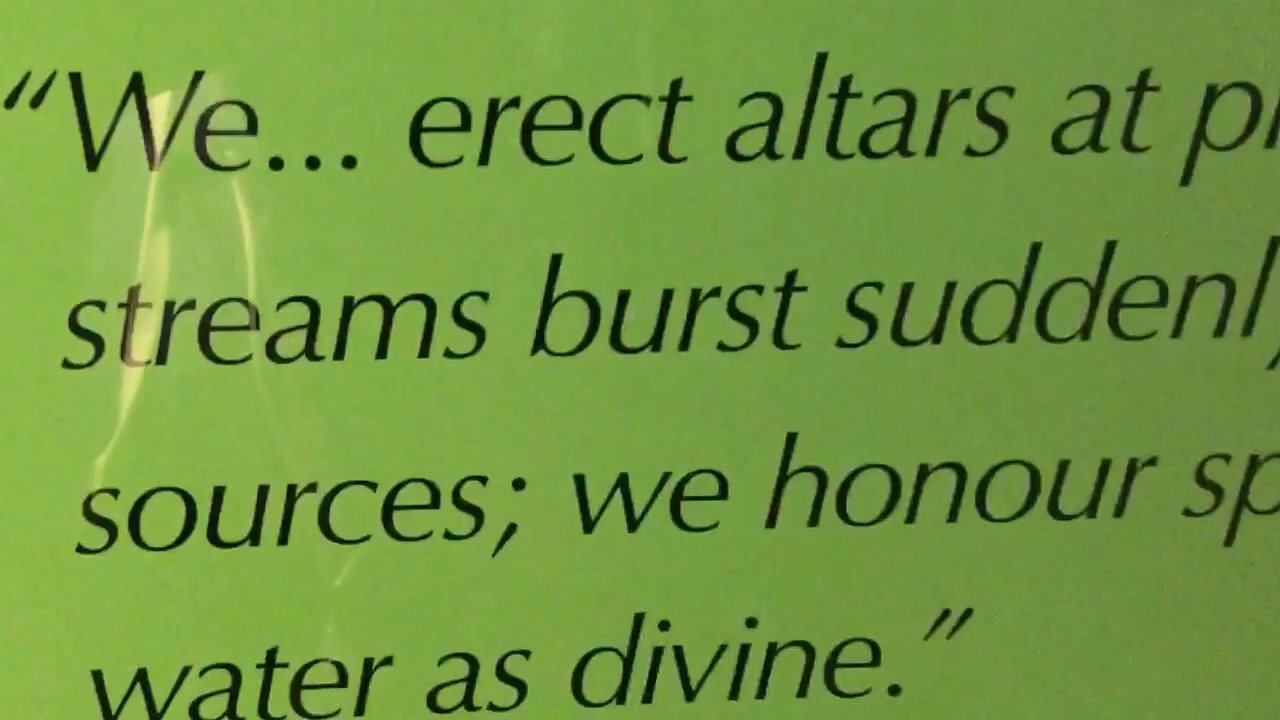 “We... erect altars at
streams burst
sources; we honour
water as divine.”